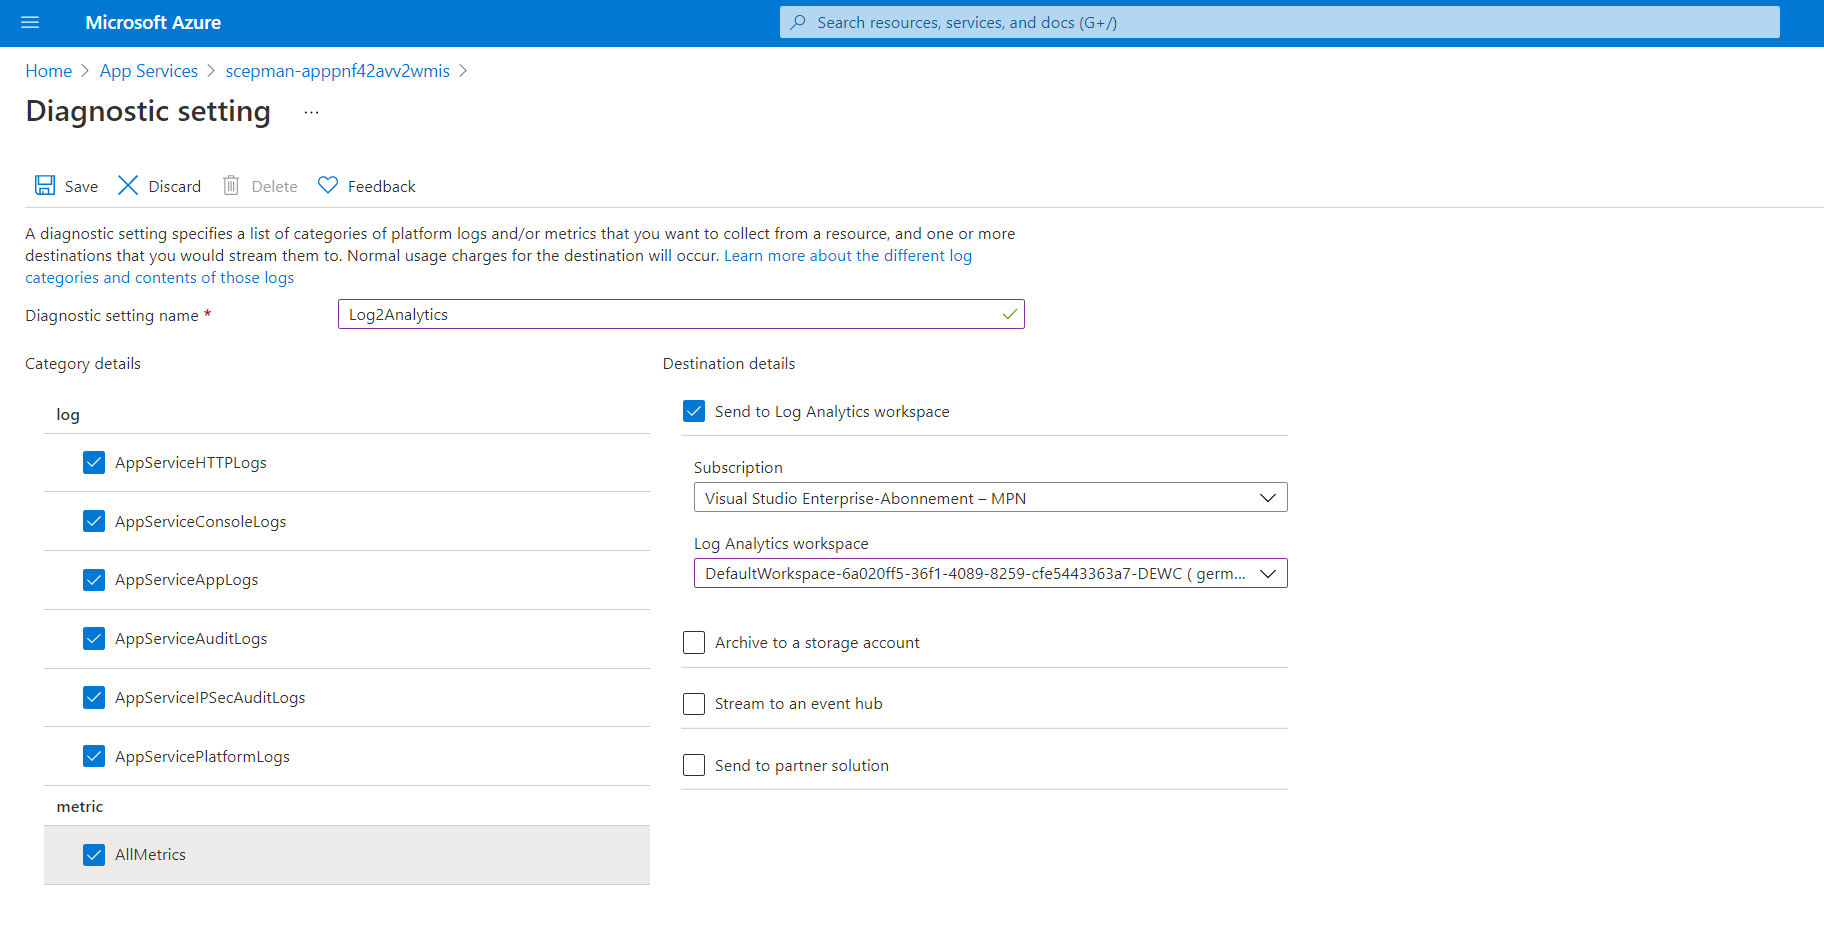 Microsoft Azure
Search resources, services, and docs (G+/)
Home > App Services > scepman-apppnf42avv2wmis >
Diagnostic setting ...
Save Discard Delete Feedback
A diagnostic setting specifies a list of categories of platform logs and/or metrics that you want to collect from a resource, and one or more
destinations that you would stream them to. Normal usage charges for the destination will occur. Learn more about the different log
categories and contents of those logs
Diagnostic setting name *
Log2Analytics
Category details
log
AppServiceHTTPLogs
AppServiceConsoleLogs
AppServiceAppLogs
AppServiceAuditLogs
AppServiceIPSecAuditLogs
AppServicePlatformLogs
metric
AllMetrics
Destination details
Send to Log Analytics workspace
Subscription
Visual Studio Enterprise-Abonnement – MPN
Log Analytics workspace
DefaultWorkspace-6a020ff5-36f1-4089-8259-cfe5443363a7-DEWC ( germ...
Archive to a storage account
Stream to an event hub
Send to partner solution